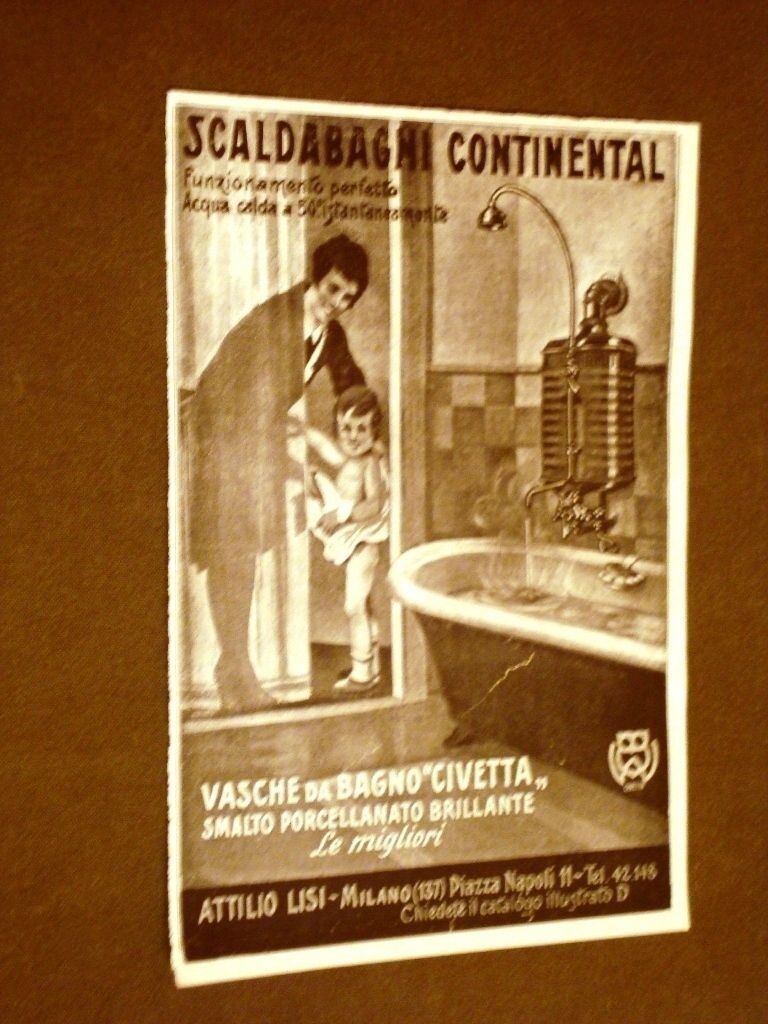 SCALDABAGNI CONTINENTAL
Funzionamento perfetto
Acqua calda a 50° istantaneamente
VASCHE DA BAGNO "CIVETTA"
SMALTO PORCELLANATO BRILLANTE
Le migliori
ATTILIO LISI - MILANO (137) Piazza Napoli 11 - Tel. 42.148
Chiedete il catalogo illustrato D